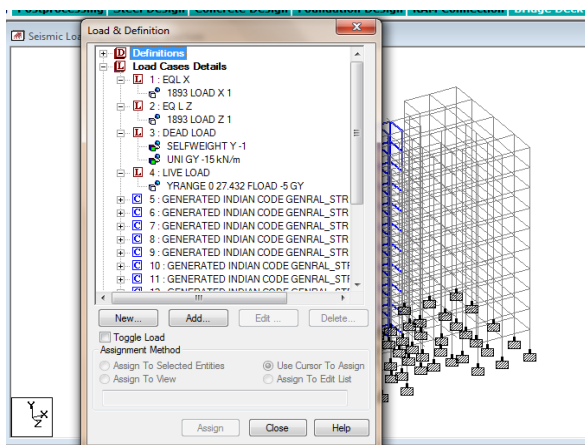 Postprocessing Steel Design Concrete Design Foundation Design RAM Connection Bridge Deck
Seismic Loa
Load & Definition
Definitions
Load Cases Details
1 : EQL X
1893 LOAD X 1
2 : EQ L Z
1893 LOAD Z 1
3 : DEAD LOAD
SELFWEIGHT Y -1
UNI GY -15 kN/m
4 : LIVE LOAD
YRANGE 0 27.432 FLOAD -5 GY
5 : GENERATED INDIAN CODE GENRAL_STR
6 : GENERATED INDIAN CODE GENRAL_STR
7 : GENERATED INDIAN CODE GENRAL_STR
8 : GENERATED INDIAN CODE GENRAL_STR
9 : GENERATED INDIAN CODE GENRAL_STR
10 : GENERATED INDIAN CODE GENRAL_STR
11 : GENERATED INDIAN CODE GENRAL_STR
New... Add... Edit ... Delete...
Toggle Load
Assignment Method
Assign To Selected Entities Use Cursor To Assign
Assign To View Assign To Edit List
Assign Close Help
Y
X
Z